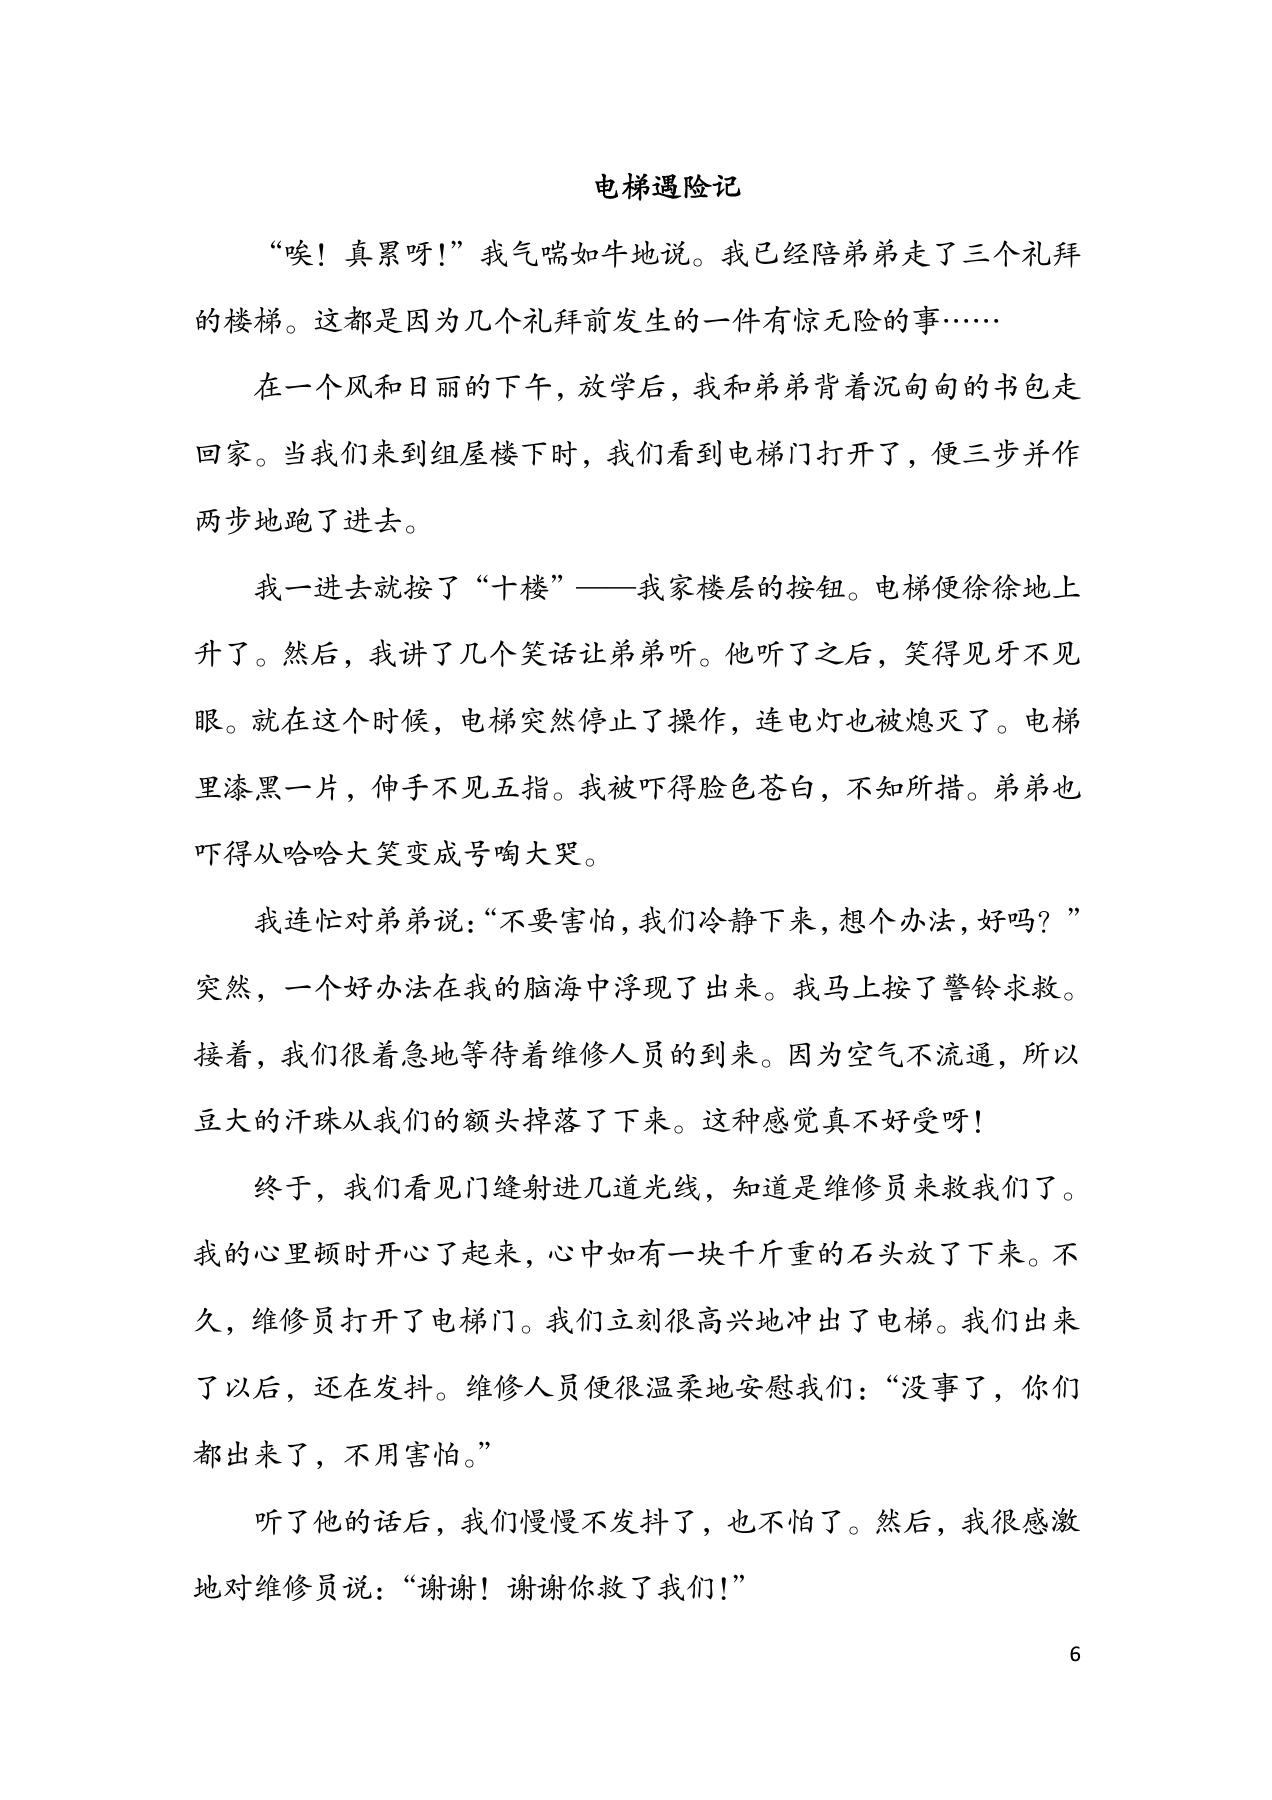 电梯遇险记
“唉！真累呀！”我气喘如牛地说。我已经陪弟弟走了三个礼拜
的楼梯。这都是因为几个礼拜前发生的一件有惊无险的事……
在一个风和日丽的下午，放学后，我和弟弟背着沉甸甸的书包走
回家。当我们来到组屋楼下时，我们看到电梯门打开了，便三步并作
两步地跑了进去。
我一进去就按了“十楼”——我家楼层的按钮。电梯便徐徐地上
升了。然后，我讲了几个笑话让弟弟听。他听了之后，笑得见牙不见
眼。就在这个时候，电梯突然停止了操作，连电灯也被熄灭了。电梯
里漆黑一片，伸手不见五指。我被吓得脸色苍白，不知所措。弟弟也
吓得从哈哈大笑变成号啕大哭。
我连忙对弟弟说：“不要害怕，我们冷静下来，想个办法，好吗？”
突然，一个好办法在我的脑海中浮现了出来。我马上按了警铃求救。
接着，我们很着急地等待着维修人员的到来。因为空气不流通，所以
豆大的汗珠从我们的额头掉落了下来。这种感觉真不好受呀！
终于，我们看见门缝射进几道光线，知道是维修员来救我们了。
我的心里顿时开心了起来，心中如有一块千斤重的石头放了下来。不
久，维修员打开了电梯门。我们立刻很高兴地冲出了电梯。我们出来
了以后，还在发抖。维修人员便很温柔地安慰我们：“没事了，你们
都出来了，不用害怕。”
听了他的话后，我们慢慢不发抖了，也不怕了。然后，我很感激
地对维修员说：“谢谢！谢谢你救了我们！”
6